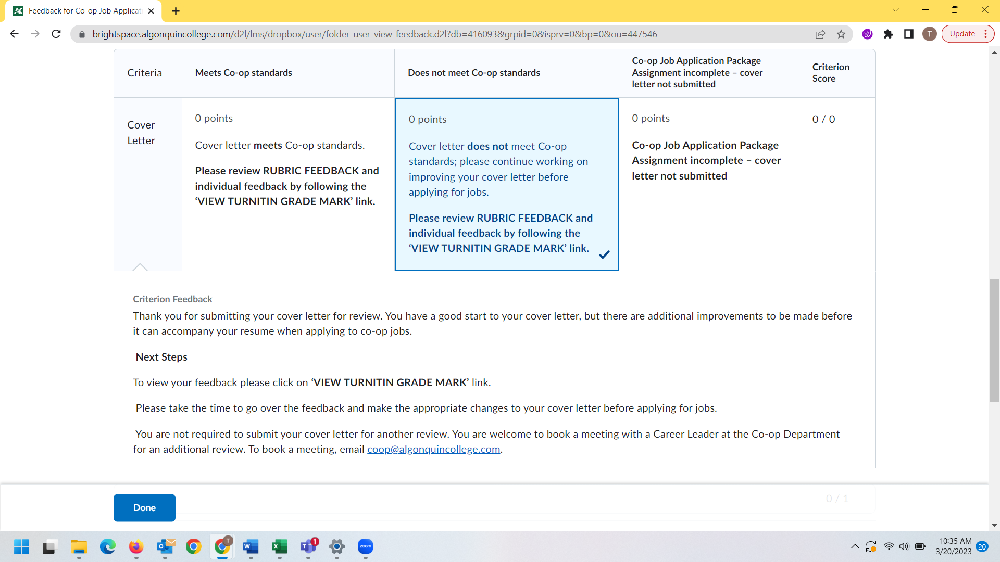 Feedback for Co-op Job Applicat
brightspace.algonquincollege.com/d2l/lms/dropbox/user/folder_user_view_feedback.d2l?db=416093&grpid=0&isprv=0&bp=0&ou=447546
T
Update
Criteria
Meets Co-op standards
Does not meet Co-op standards
Co-op Job Application Package
Assignment incomplete – cover
letter not submitted
Criterion
Score
Cover
Letter
0 points
Cover letter meets Co-op standards.
Please review RUBRIC FEEDBACK and
individual feedback by following the
‘VIEW TURNITIN GRADE MARK’ link.
0 points
Cover letter does not meet Co-op
standards; please continue working on
improving your cover letter before
applying for jobs.
Please review RUBRIC FEEDBACK and
individual feedback by following the
‘VIEW TURNITIN GRADE MARK’ link.
0 points
Co-op Job Application Package
Assignment incomplete – cover
letter not submitted
0 / 0
Criterion Feedback
Thank you for submitting your cover letter for review. You have a good start to your cover letter, but there are additional improvements to be made before
it can accompany your resume when applying to co-op jobs.
Next Steps
To view your feedback please click on ‘VIEW TURNITIN GRADE MARK’ link.
Please take the time to go over the feedback and make the appropriate changes to your cover letter before applying for jobs.
You are not required to submit your cover letter for another review. You are welcome to book a meeting with a Career Leader at the Co-op Department
for an additional review. To book a meeting, email coop@algonquincollege.com.
0 / 1
Done
T
1
zoom
10:35 AM
3/20/2023
20